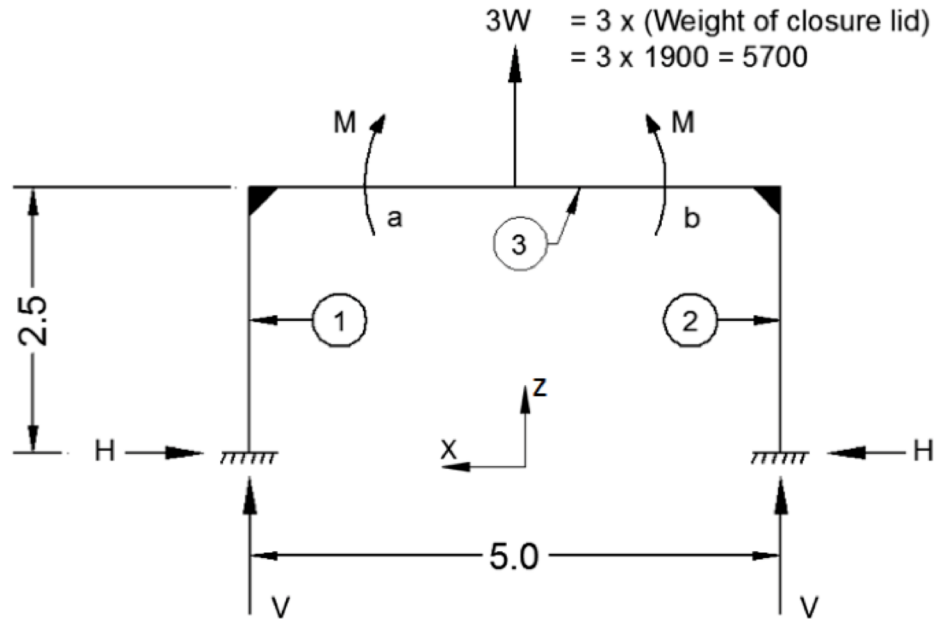 3W = 3 x (Weight of closure lid)
= 3 x 1900 = 5700
M M
a b
3
1 2
2.5
Z
X
H H
5.0
V V